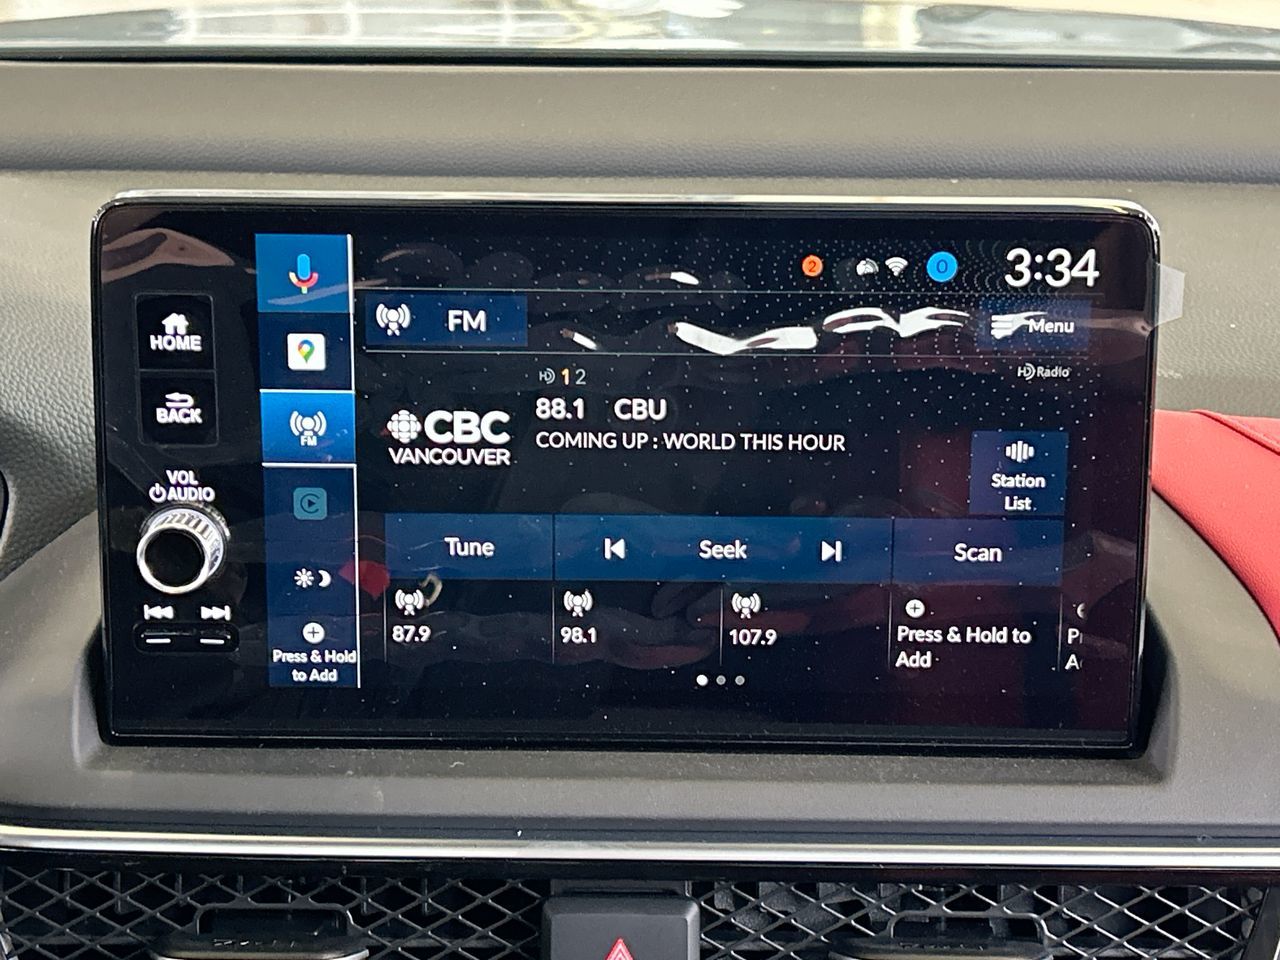 2
0
3:34
FM
Menu
HOME
HD 1 2
HD Radio
BACK
88.1 CBU
CBC
VANCOUVER
COMING UP : WORLD THIS HOUR
FM
Station
List
VOL
AUDIO
Tune
Seek
Scan
87.9
98.1
107.9
Press & Hold to
Add
Press & Hold
to Add